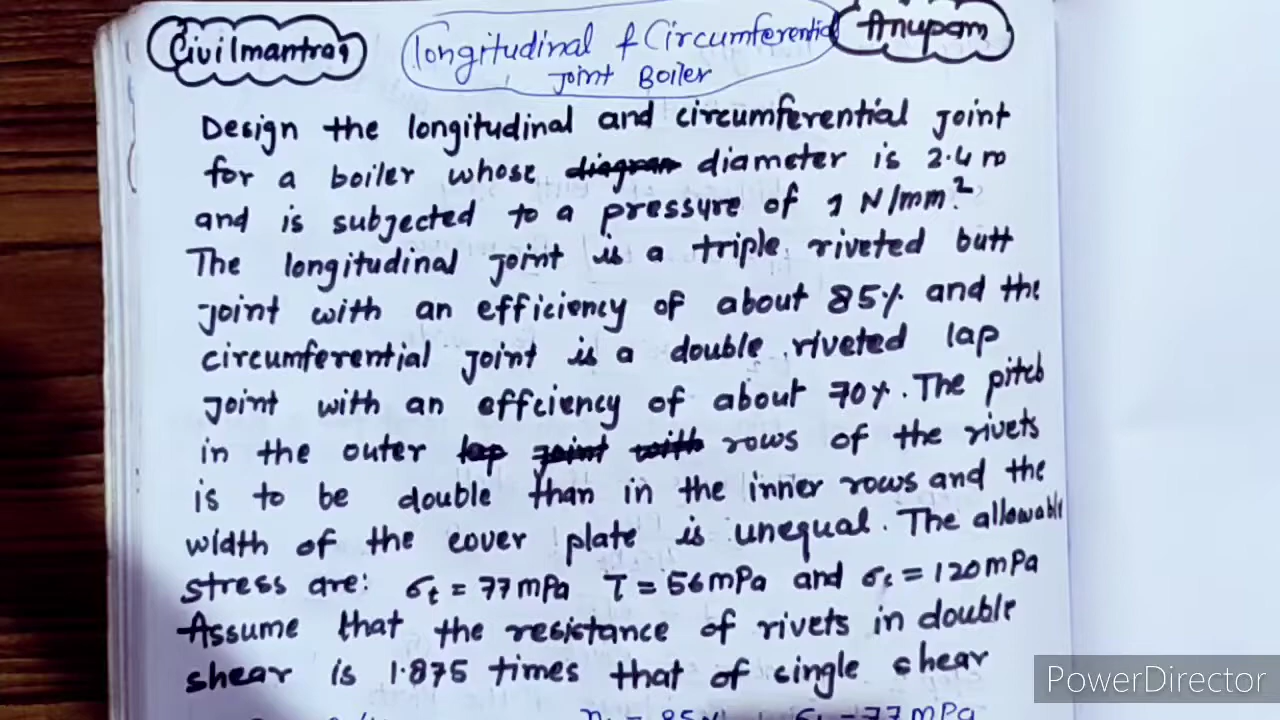 Civilmantraa
Longitudinal & Circumferential
Joint Boiler
Anupam
Design the longitudinal and circumferential joint
for a boiler whose diagram diameter is 2.4 m
and is subjected to a pressure of 1 N/mm².
The longitudinal joint is a triple riveted butt
joint with an efficiency of about 85% and the
circumferential joint is a double riveted lap
joint with an effciency of about 70%. The pitch
in the outer lap joint with rows of the rivets
is to be double than in the inner rows and the
width of the cover plate is unequal. The allowable
stress are: σt = 77 mPa τ = 56 mPa and σc = 120 mPa
Assume that the resistance of rivets in double
shear is 1.875 times that of single shear
= 85% σt = 77 mPa
PowerDirector